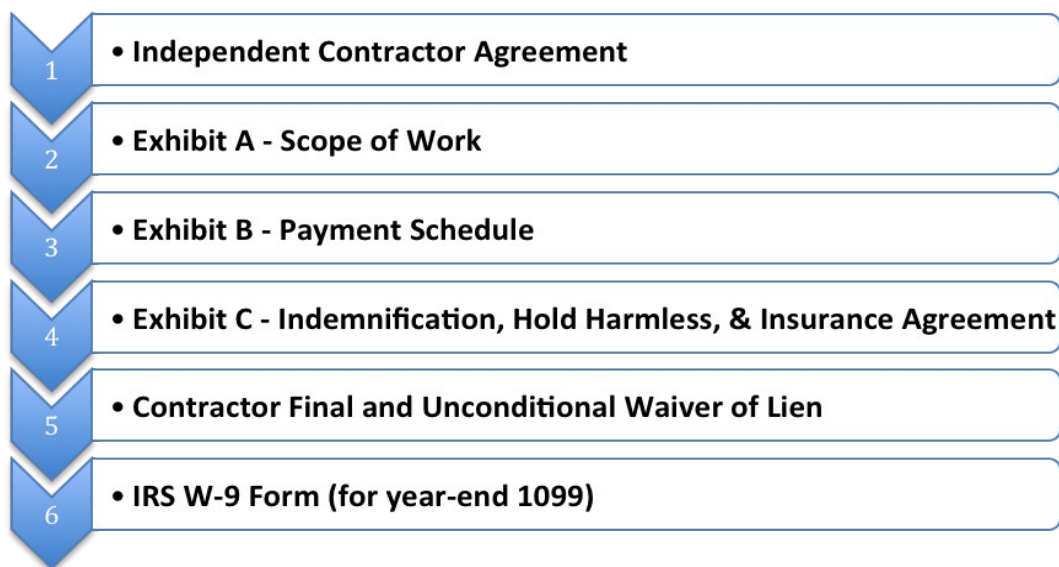 1 • Independent Contractor Agreement
2 • Exhibit A - Scope of Work
3 • Exhibit B - Payment Schedule
4 • Exhibit C - Indemnification, Hold Harmless, & Insurance Agreement
5 • Contractor Final and Unconditional Waiver of Lien
6 • IRS W-9 Form (for year-end 1099)